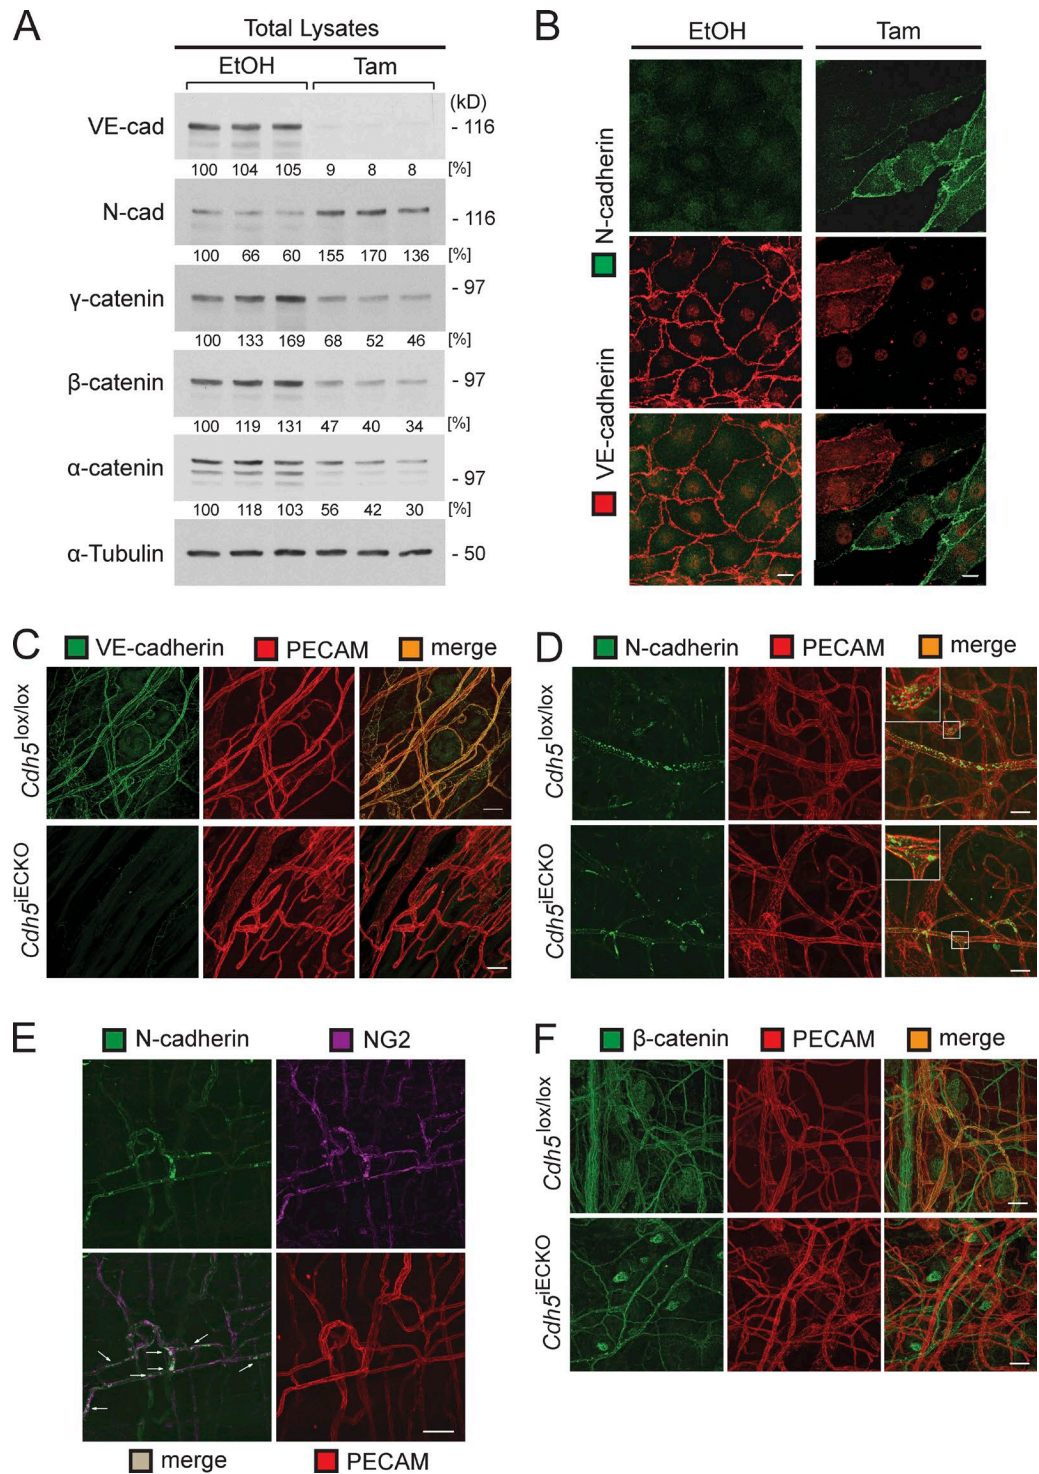 A
Total Lysates
EtOH Tam
(kD)
VE-cad - 116
100 104 105 9 8 8 [%]
N-cad - 116
100 66 60 155 170 136 [%]
γ-catenin - 97
100 133 169 68 52 46 [%]
β-catenin - 97
100 119 131 47 40 34 [%]
α-catenin - 97
100 118 103 56 42 30 [%]
α-Tubulin - 50
B
EtOH Tam
N-cadherin
VE-cadherin
C
VE-cadherin PECAM merge
Cdh5lox/lox
Cdh5iECKO
D
N-cadherin PECAM merge
Cdh5lox/lox
Cdh5iECKO
E
N-cadherin NG2
merge PECAM
F
β-catenin PECAM merge
Cdh5lox/lox
Cdh5iECKO